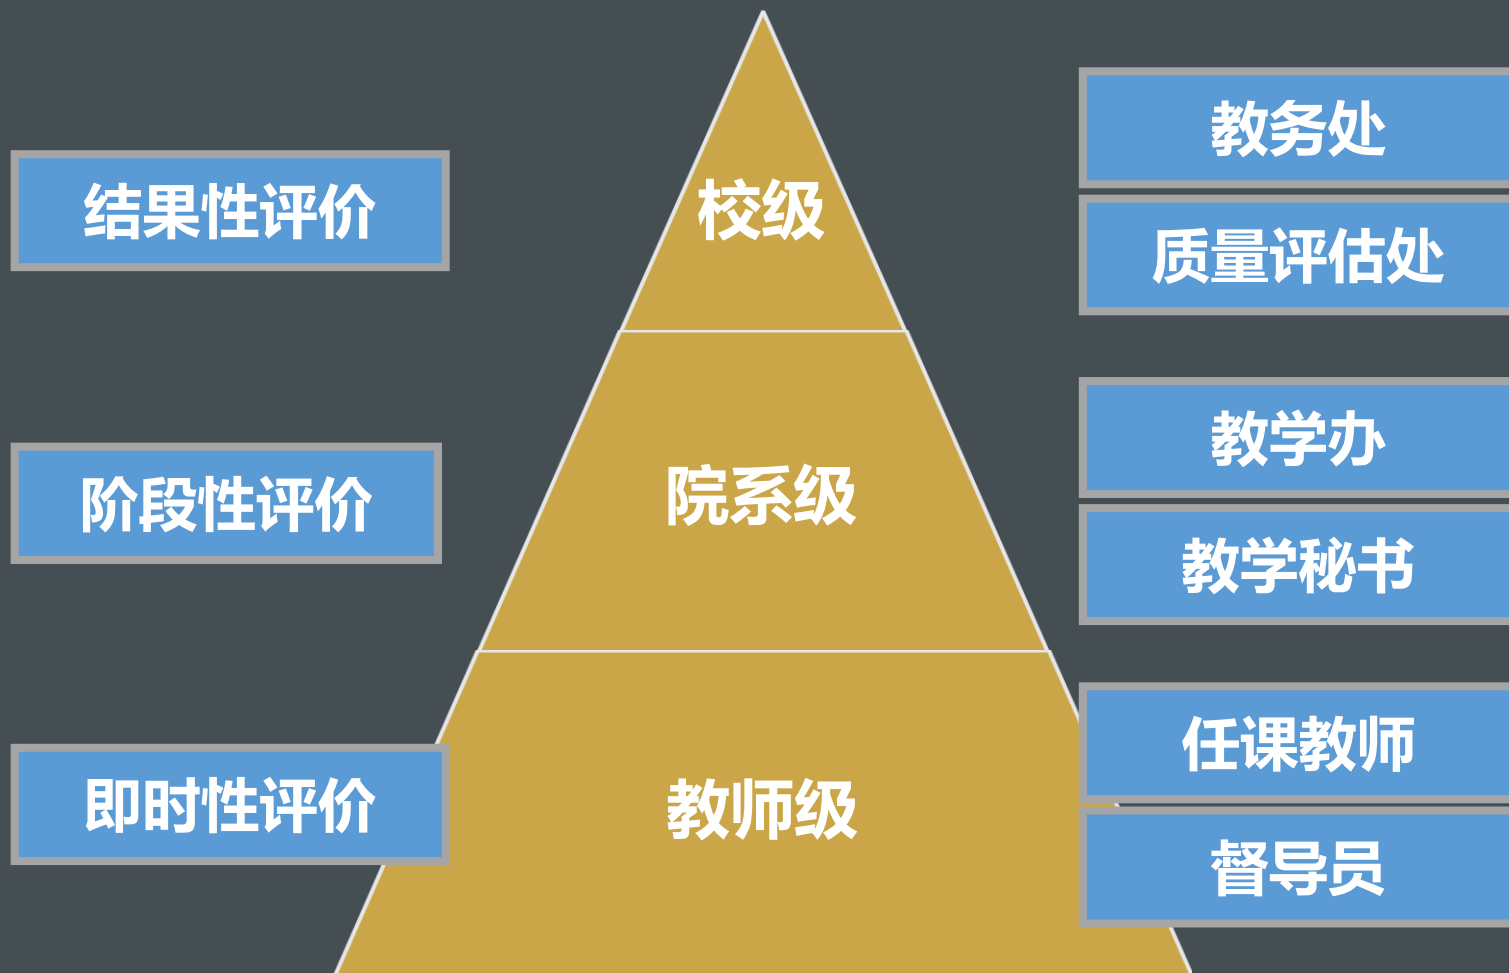 教务处
结果性评价
校级
质量评估处
教学办
阶段性评价
院系级
教学秘书
任课教师
即时性评价
教师级
督导员